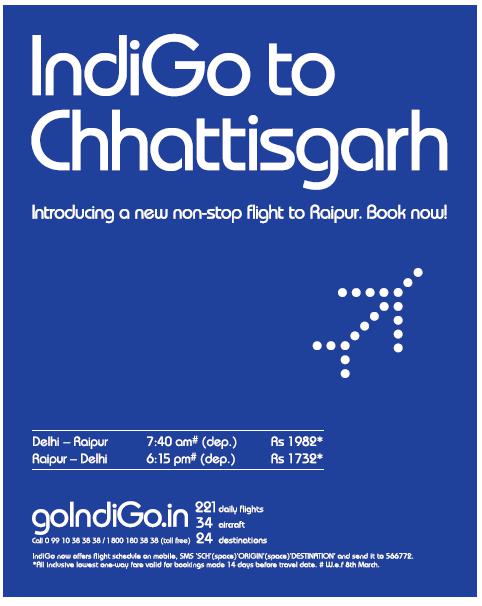 IndiGo to
Chhattisgarh
Introducing a new non-stop flight to Raipur. Book now!
Delhi – Raipur 7:40 am# (dep.) Rs 1982*
Raipur – Delhi 6:15 pm# (dep.) Rs 1732*
goIndiGo.in
221 daily flights
34 aircraft
24 destinations
Call 0 99 10 38 38 38 / 1800 180 38 38 (toll free)
IndiGo now offers flight schedule on mobile, SMS 'SCH'(space)'ORIGIN'(space)'DESTINATION' and send it to 566772.
*All inclusive lowest one-way fare valid for bookings made 14 days before travel date. # W.e.f 8th March.